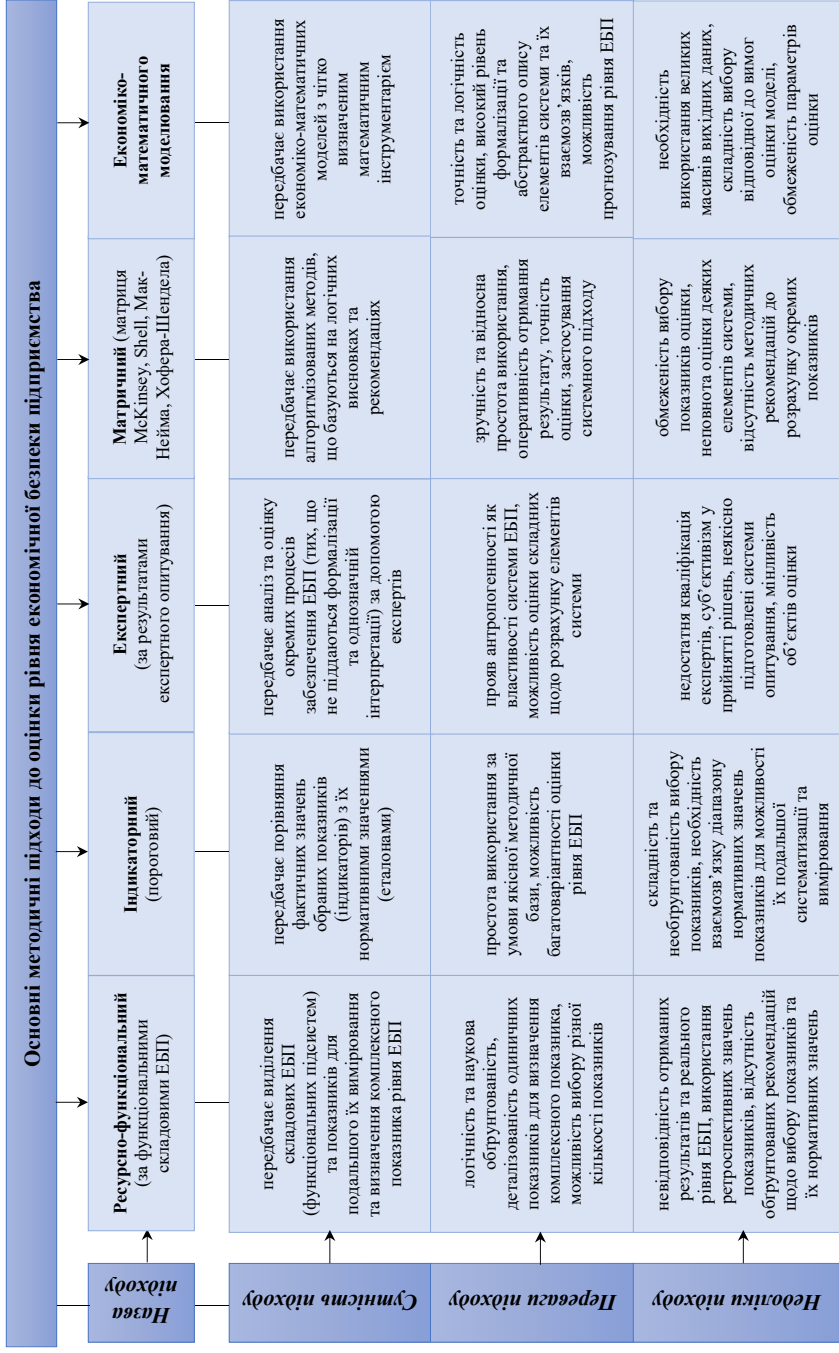 Основні методичні підходи до оцінки рівня економічної безпеки підприємства
Назва
підходу
Ресурсно-функціональний
(за функціональними
складовими ЕБП)
Індикаторний
(пороговий)
Експертний
(за результатами
експертного опитування)
Матричний (матриця
McKinsey, Shell, Мак-
Нейма, Хофера-Шендела)
Економіко-
математичного
моделювання
Сутність підходу
передбачає виділення
складових ЕБП
(функціональних підсистем)
та показників для
подальшого їх вимірювання
та визначення комплексного
показника рівня ЕБП
передбачає порівняння
фактичних значень
обраних показників
(індикаторів) з їх
нормативними значеннями
(сталонами)
передбачає аналіз та оцінку
окремих процесів
забезпечення ЕБП (тих, що
не піддаються формалізації
та однозначній
інтерпретації) за допомогою
експертів
передбачає використання
алгоритмізованих методів,
що базуються на логічних
висновках та
рекомендаціях
передбачає використання
економіко-математичних
моделей з чітко
визначеним
математичним
інструментарієм
Переваги підходу
логічність та наукова
обґрунтованість,
деталізованість одиничних
показників для визначення
комплексного показника,
можливість вибору різної
кількості показників
простота використання за
умови якісної методичної
бази, можливість
багатоваріантності оцінки
рівня ЕБП
прояв антропогенності як
властивості системи ЕБП,
можливість оцінки складних
щодо розрахунку елементів
системи
зручність та відносна
простота використання,
оперативність отримання
результату, точність
оцінки, застосування
системного підходу
точність та логічність
оцінки, високий рівень
формалізації та
абстрактного опису
елементів системи та їх
взаємозв’язків,
можливість
прогнозування рівня ЕБП
Недоліки підходу
невідповідність отриманих
результатів та реального
рівня ЕБП, використання
ретроспективних значень
показників, відсутність
обґрунтованих рекомендацій
щодо вибору показників та
їх нормативних значень
складність та
необґрунтованість вибору
показників, необхідність
взаємозв’язку діапазону
нормативних значень
показників для можливості
їх подальшої
систематизації та
вимірювання
недостатня кваліфікація
експертів, суб’єктивізм у
прийнятті рішень, неякісно
підготовлені системи
опитування, мінливість
об’єктів оцінки
обмеженість вибору
показників оцінки,
неповнота оцінки деяких
елементів системи,
відсутність методичних
рекомендацій до
розрахунку окремих
показників
необхідність
використання великих
масивів вихідних даних,
складність вибору
відповідної до вимог
оцінки моделі,
обмеженість параметрів
оцінки